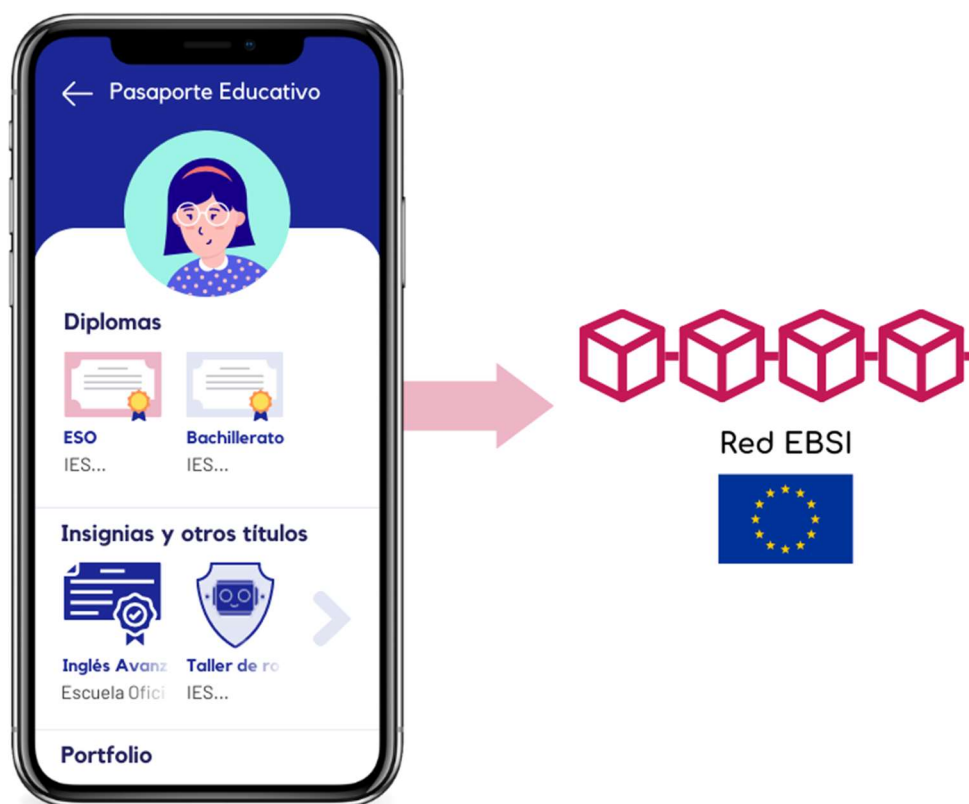 Pasaporte Educativo
Diplomas
ESO Bachillerato
IES... IES...
Insignias y otros títulos
Inglés Avanz Taller de ro
Escuela Ofici IES...
Portfolio
Red EBSI